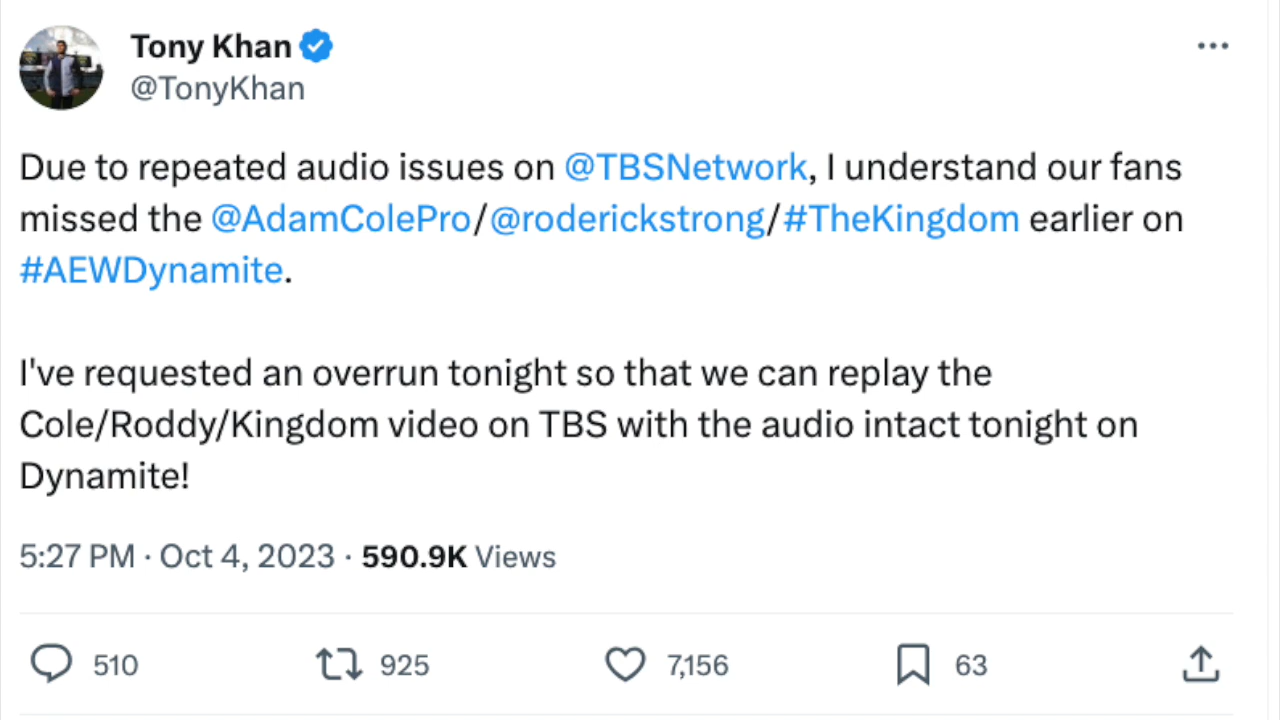 Tony Khan
@TonyKhan
Due to repeated audio issues on @TBSNetwork, I understand our fans
missed the @AdamColePro/@roderickstrong/#TheKingdom earlier on
#AEWDynamite.
I've requested an overrun tonight so that we can replay the
Cole/Roddy/Kingdom video on TBS with the audio intact tonight on
Dynamite!
5:27 PM · Oct 4, 2023 · 590.9K Views
510 925 7,156 63